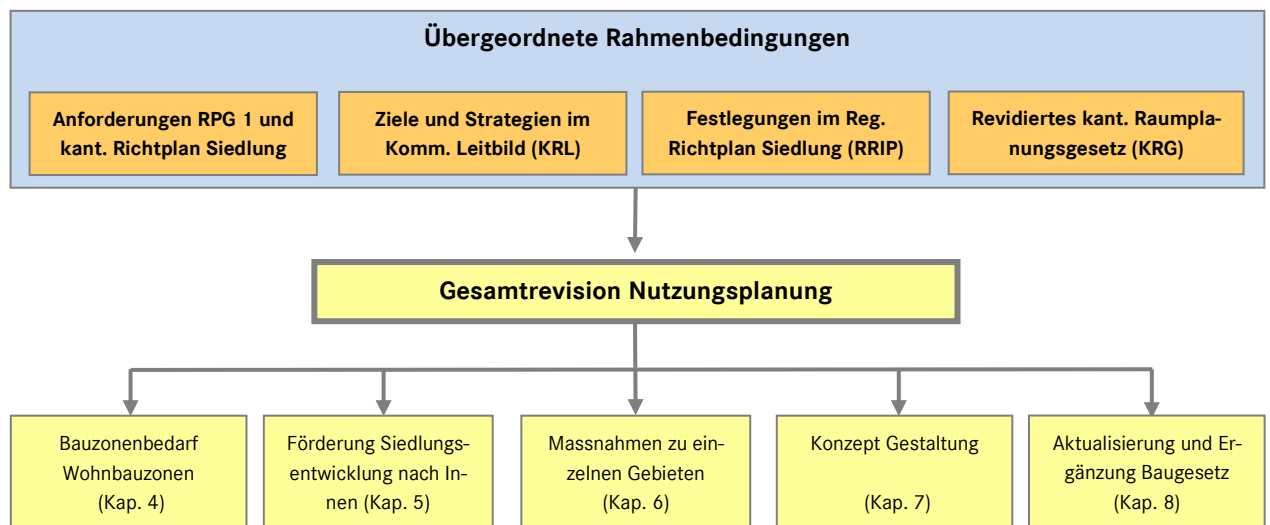 Übergeordnete Rahmenbedingungen
Anforderungen RPG 1 und
kant. Richtplan Siedlung
Ziele und Strategien im
Komm. Leitbild (KRL)
Festlegungen im Reg.
Richtplan Siedlung (RRIP)
Revidiertes kant. Raumpla-
nungsgesetz (KRG)
Gesamtrevision Nutzungsplanung
Bauzonenbedarf
Wohnbauzonen
(Kap. 4)
Förderung Siedlungs-
entwicklung nach In-
nen (Kap. 5)
Massnahmen zu ein-
zelnen Gebieten
(Kap. 6)
Konzept Gestaltung
(Kap. 7)
Aktualisierung und Er-
gänzung Baugesetz
(Kap. 8)